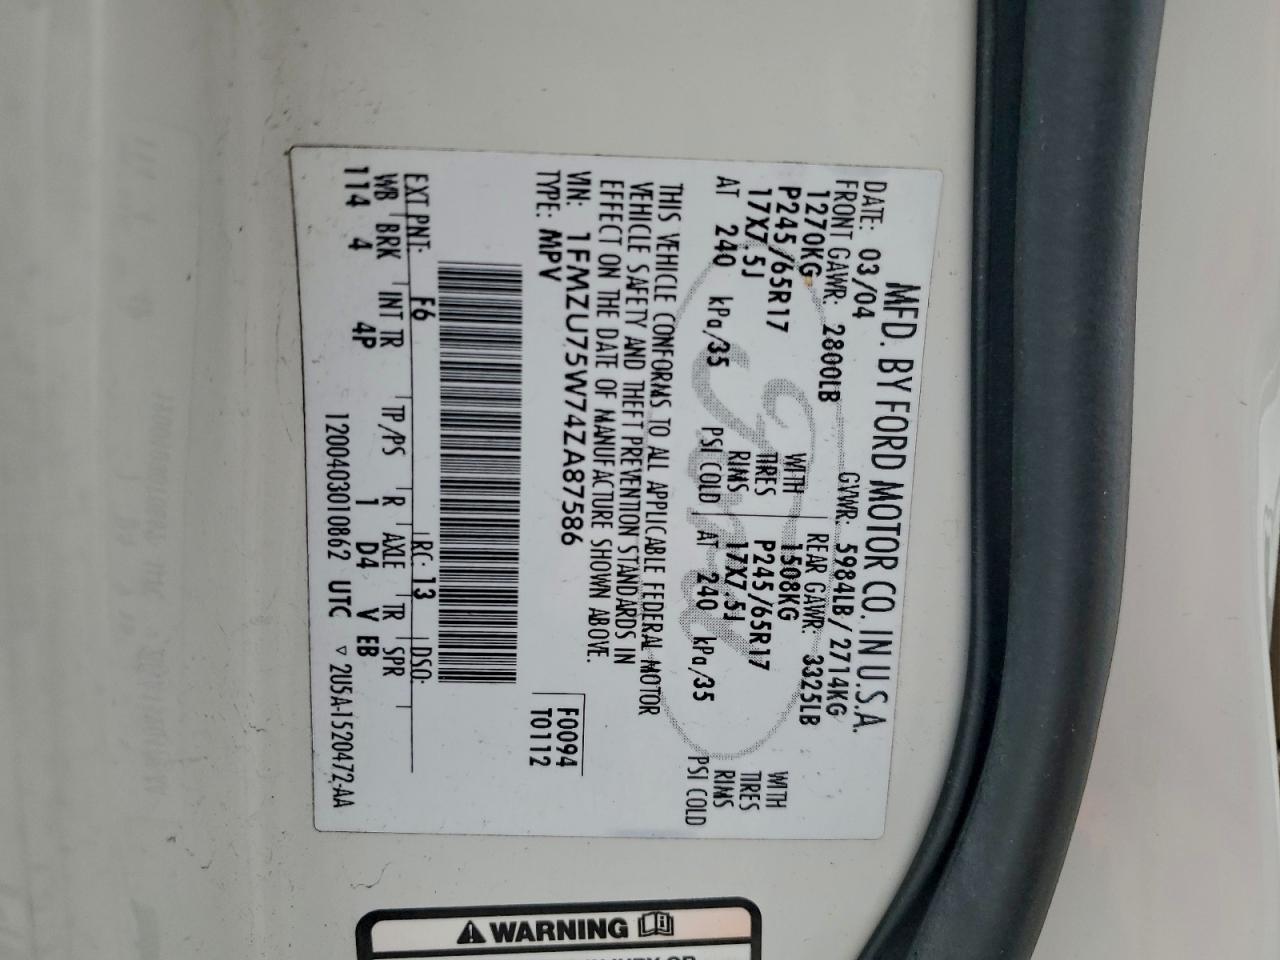 MFD. BY FORD MOTOR CO. IN U.S.A.
DATE: 03/04 GVWR: 5984LB/2714KG
FRONT GAWR: 2800LB REAR GAWR: 3325LB
1270KG WITH 1508KG WITH
P245/65R17 TIRES P245/65R17 TIRES
17X7.5J RIMS 17X7.5J RIMS
AT 240 kPa/35 PSI COLD AT 240 kPa/35 PSI COLD
THIS VEHICLE CONFORMS TO ALL APPLICABLE FEDERAL MOTOR
VEHICLE SAFETY AND THEFT PREVENTION STANDARDS IN
EFFECT ON THE DATE OF MANUFACTURE SHOWN ABOVE.
VIN: 1FMZU75W74ZA87586 F0094
TYPE: MPV T0112
EXT PNT: F6 RC: 13 DSO:
WB BRK INT TR TP/PS R AXLE TR SPR
114 4 4P 1 D4 V EB
1200403010862 UTC ▽ 2U5A-1520472-AA
WARNING